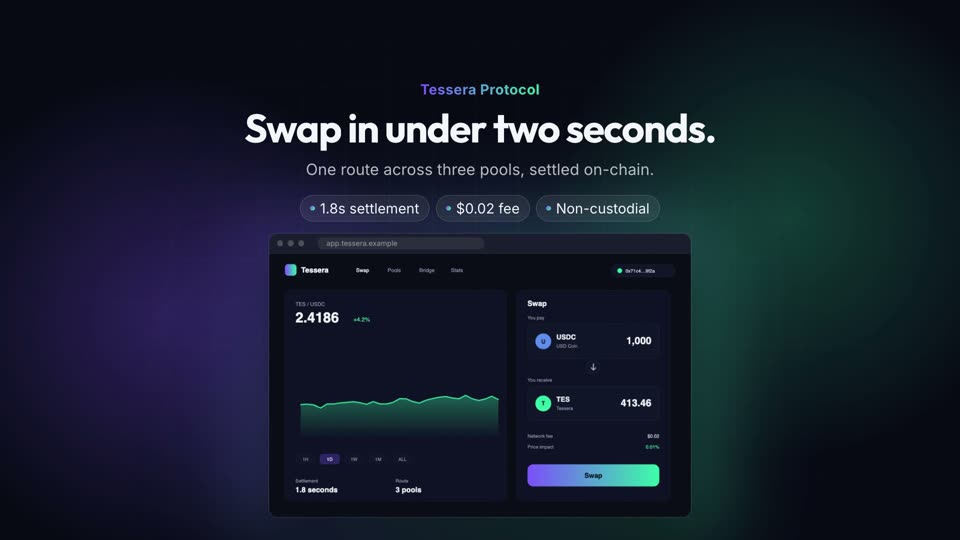 Tessera Protocol
Swap in under two seconds.
One route across three pools, settled on-chain.
1.8s settlement
$0.02 fee
Non-custodial
app.tessera.example
Tessera
Swap
Pools
Bridge
Stats
0x71c4...9f2a
TES / USDC
2.4186
+4.2%
1H
1D
1W
1M
ALL
Settlement
1.8 seconds
Route
3 pools
Swap
You pay
U
USDC
USD Coin
1,000
You receive
T
TES
Tessera
413.46
Network fee
$0.02
Price impact
0.01%
Swap